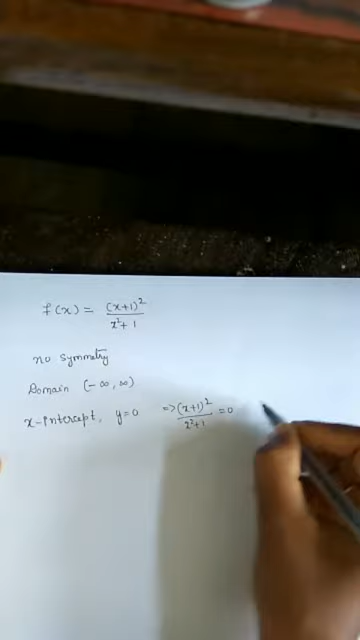 f(x) = (x+1)²/x²+1
no symmetry
Domain (-∞, ∞)
x-intercept, y=0 => (x+1)²/x²+1 = 0